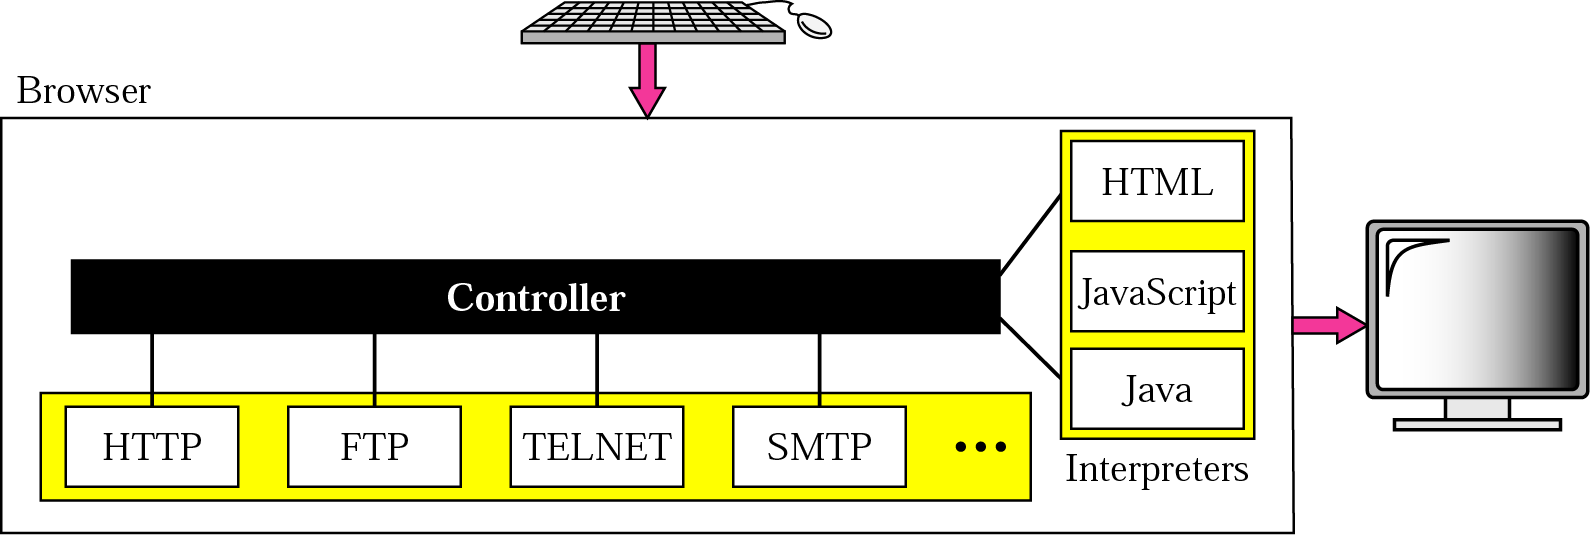 Browser
HTML
JavaScript
Java
Controller
HTTP
FTP
TELNET
SMTP
...
Interpreters